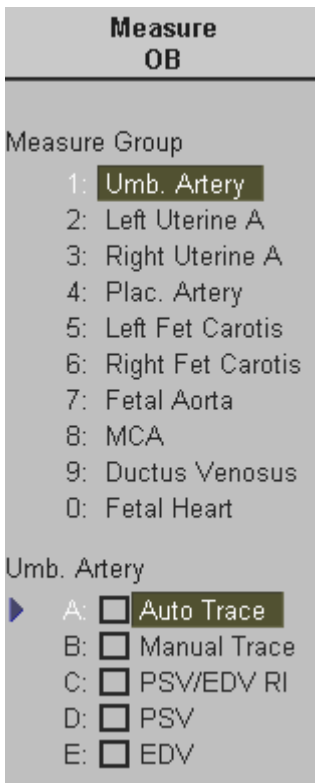 Measure
OB
Measure Group
1: Umb. Artery
2: Left Uterine A
3: Right Uterine A
4: Plac. Artery
5: Left Fet Carotis
6: Right Fet Carotis
7: Fetal Aorta
8: MCA
9: Ductus Venosus
0: Fetal Heart
Umb. Artery
A: Auto Trace
B: Manual Trace
C: PSV/EDV RI
D: PSV
E: EDV